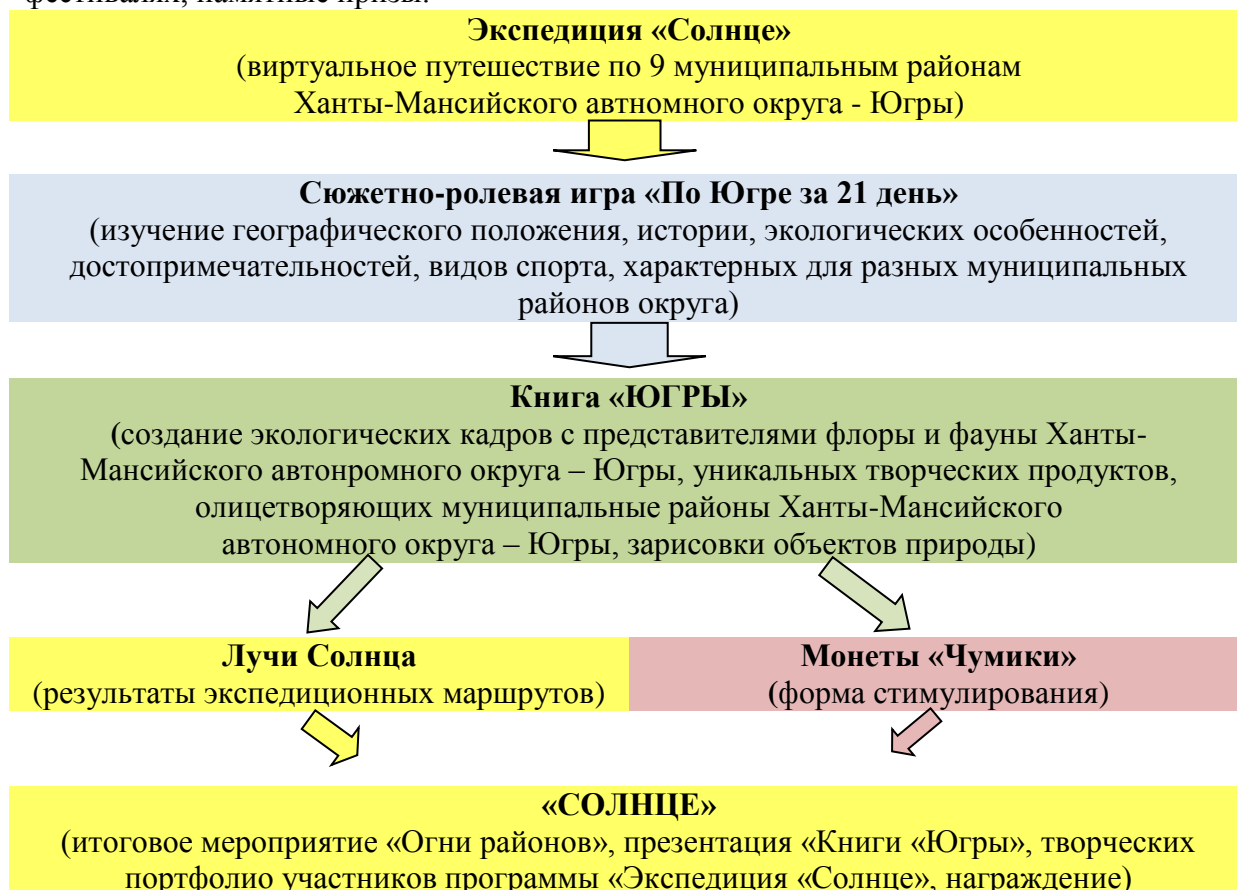 фестивалях, памятные призы.
Экспедиция «Солнце»
(виртуальное путешествие по 9 муниципальным районам
Ханты-Мансийского автномного округа - Югры)
Сюжетно-ролевая игра «По Югре за 21 день»
(изучение географического положения, истории, экологических особенностей,
достопримечательностей, видов спорта, характерных для разных муниципальных
районов округа)
Книга «ЮГРЫ»
(создание экологических кадров с представителями флоры и фауны Ханты-
Мансийского автонромного округа – Югры, уникальных творческих продуктов,
олицетворяющих муниципальные районы Ханты-Мансийского
автономного округа – Югры, зарисовки объектов природы)
Лучи Солнца
(результаты экспедиционных маршрутов)
Монеты «Чумики»
(форма стимулирования)
«СОЛНЦЕ»
(итоговое мероприятие «Огни районов», презентация «Книги «Югры», творческих
портфолио участников программы «Экспедиция «Солнце», награждение)